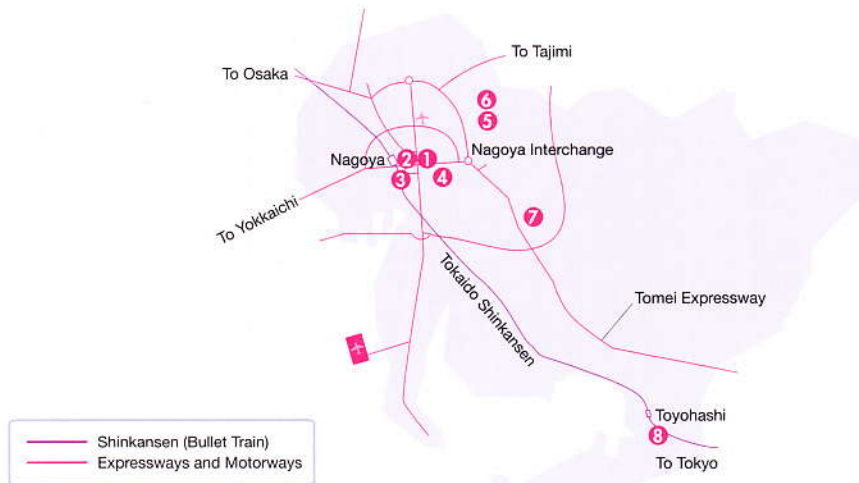 To Tajimi
To Osaka
6
5
Nagoya
2
1
Nagoya Interchange
3
4
To Yokkaichi
7
Tokaido Shinkansen
Tomei Expressway
Toyohashi
8
To Tokyo
Shinkansen (Bullet Train)
Expressways and Motorways